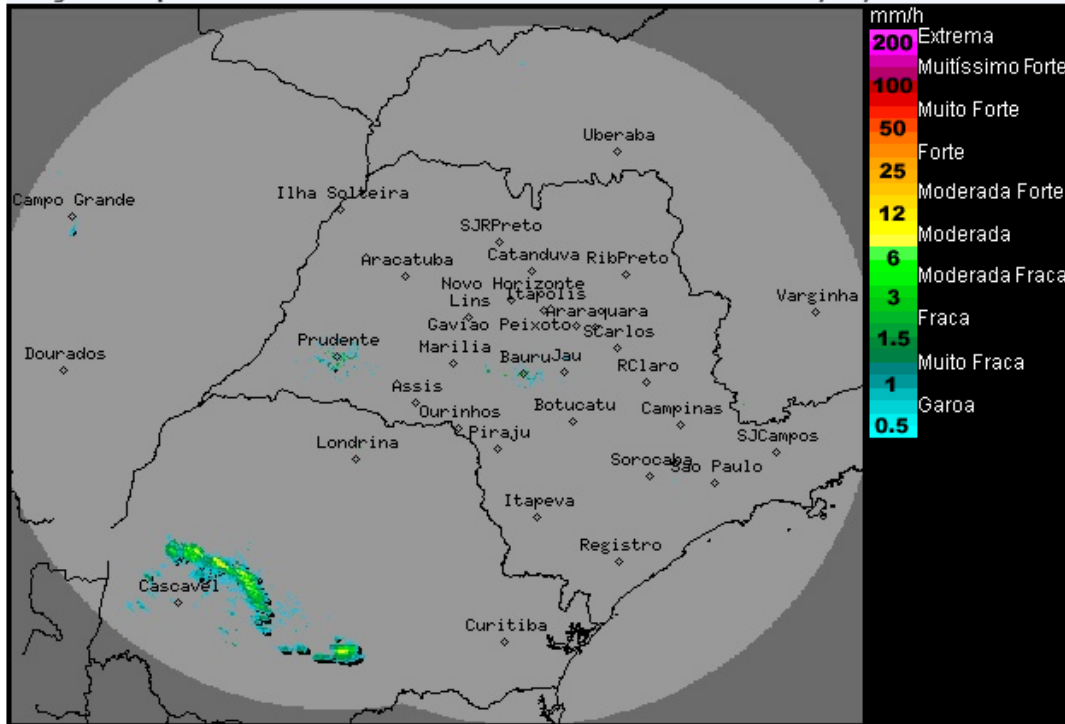 mm/h
200 Extrema
Muitíssimo Forte
100
Muito Forte
50
Forte
25
Moderada Forte
12
Moderada
6
Moderada Fraca
3
Fraca
1.5
Muito Fraca
1
Garoa
0.5
Uberaba
Campo Grande
Ilha Solteira
SJRPreto
Catanduva
RibPreto
Aracatuba
Novo Horizonte
Itapolis
Lins
Araraquara
Varginha
Gaviao Peixoto
SCarlos
Prudente
Dourados
Marilia
Bauru
Jau
RClaro
Assis
Ourinhos
Botucatu
Campinas
Piraju
Londrina
SJCampos
Sorocaba
Sao Paulo
Itapeva
Registro
Cascavel
Curitiba